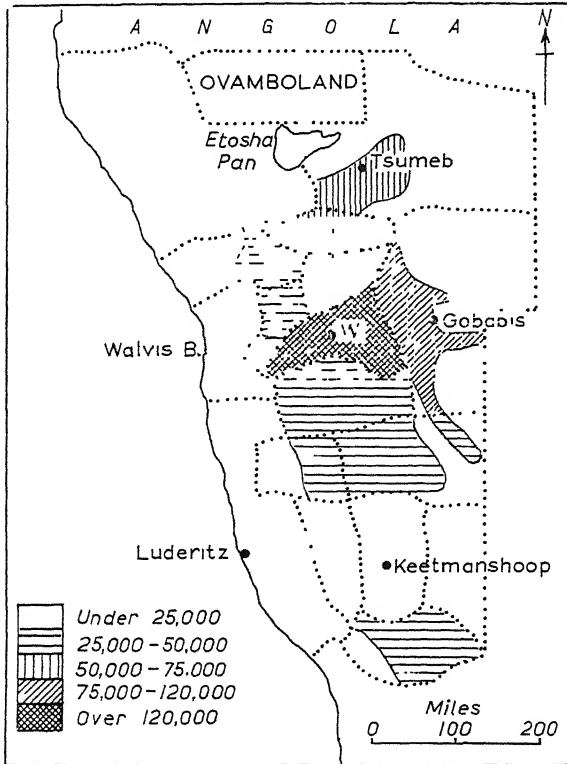 A N G O L A
N
OVAMBOLAND
Etosha
Pan
Tsumeb
W
Gobabis
Walvis B.
Luderitz
Keetmanshoop
Under 25,000
25,000-50,000
50,000-75.000
75,000-120,000
Over 120,000
Miles
0 100 200